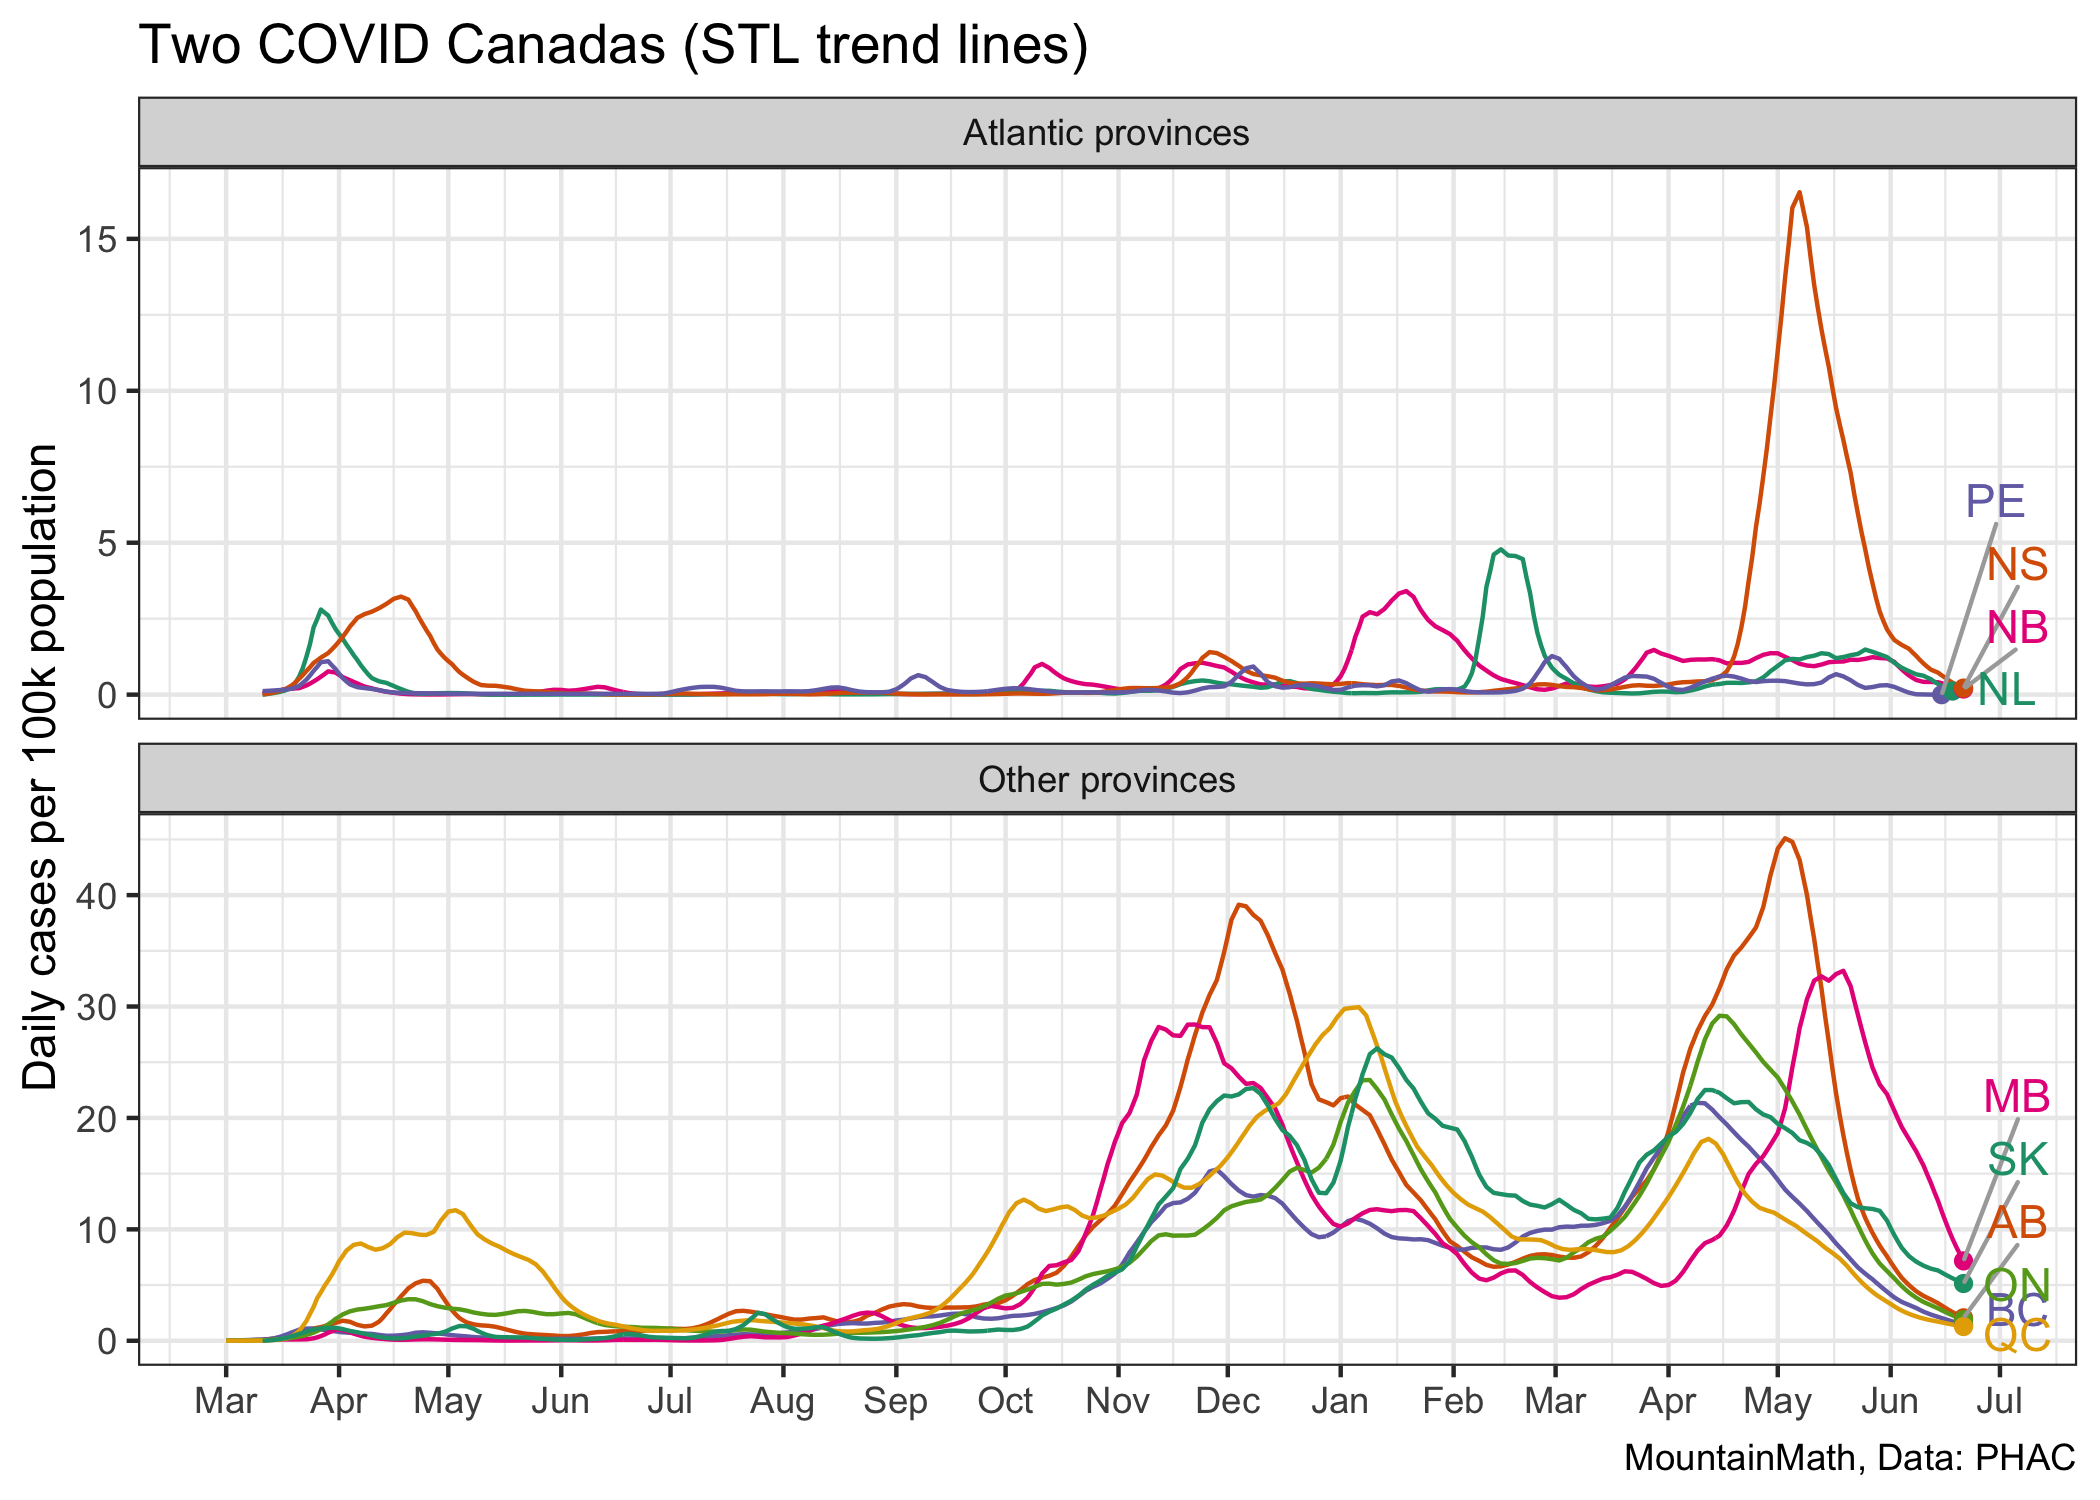 Two COVID Canadas (STL trend lines)
Atlantic provinces
Daily cases per 100k population
15
10
5
0
PE
NS
NB
NL
Other provinces
40
30
20
10
0
MB
SK
AB
ON
BC
QC
Mar Apr May Jun Jul Aug Sep Oct Nov Dec Jan Feb Mar Apr May Jun Jul
MountainMath, Data: PHAC